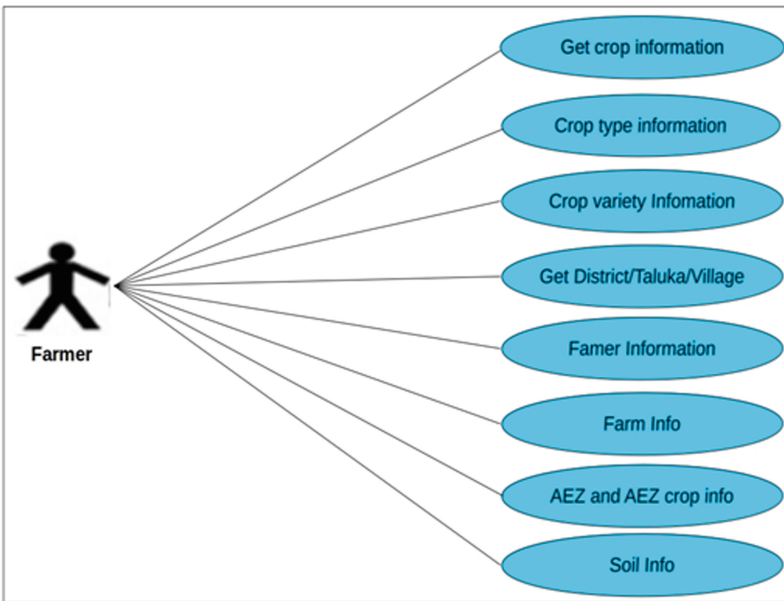 Get crop information
Crop type information
Crop variety Infomation
Get District/Taluka/Village
Farmer
Famer Information
Farm Info
AEZ and AEZ crop info
Soil Info